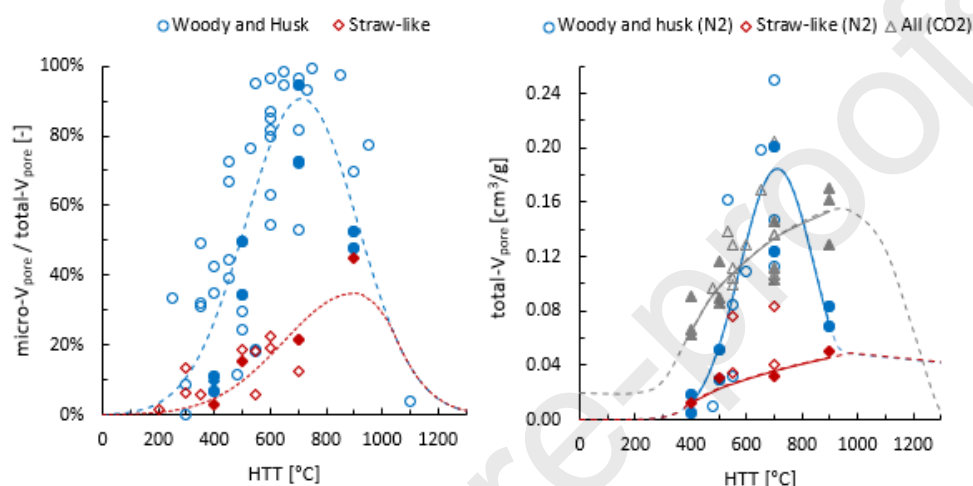 Woody and Husk Straw-like
100%
80%
60%
40%
20%
0%
micro-Vpore / total-Vpore [-]
0 200 400 600 800 1000 1200
HTT [°C]
Woody and husk (N2) Straw-like (N2) All (CO2)
0.24
0.20
0.16
0.12
0.08
0.04
0.00
total-Vpore [cm³/g]
0 200 400 600 800 1000 1200
HTT [°C]
re-proof